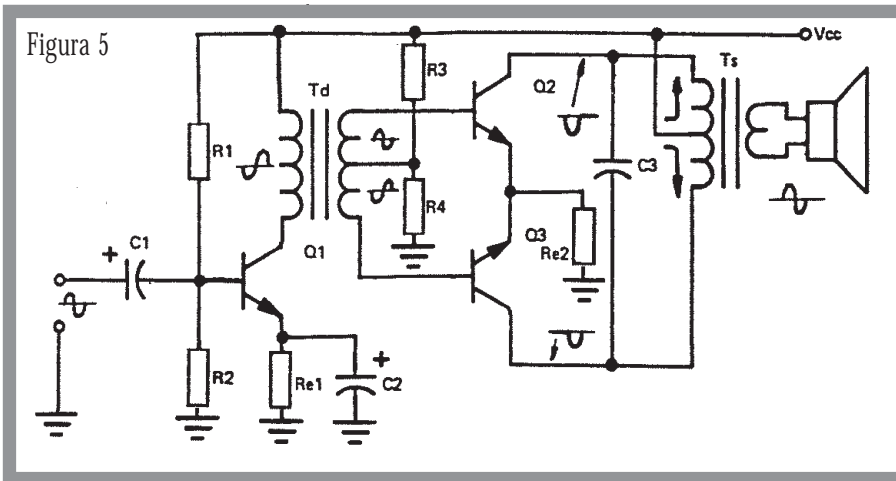 Figura 5
Vcc
Ts
R3
Td
Q2
R1
C3
R4
C1
Q1
Q3
Re2
+
+
R2
Re1
C2